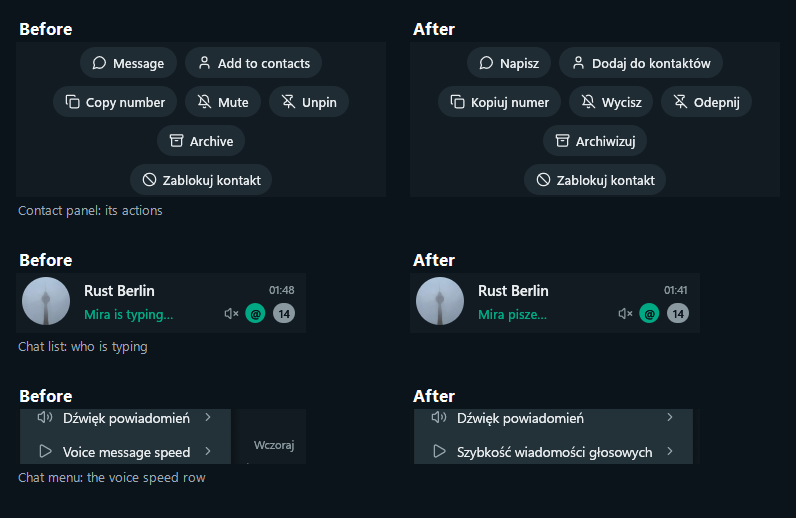 Before
After
Message
Add to contacts
Copy number
Mute
Unpin
Archive
Zablokuj kontakt
Napisz
Dodaj do kontaktów
Kopiuj numer
Wycisz
Odepnij
Archiwizuj
Zablokuj kontakt
Contact panel: its actions
Before
After
Rust Berlin
01:48
Mira is typing...
@
14
Rust Berlin
01:41
Mira pisze...
@
14
Chat list: who is typing
Before
After
Dźwięk powiadomień
Voice message speed
Wczoraj
Dźwięk powiadomień
Szybkość wiadomości głosowych
Chat menu: the voice speed row